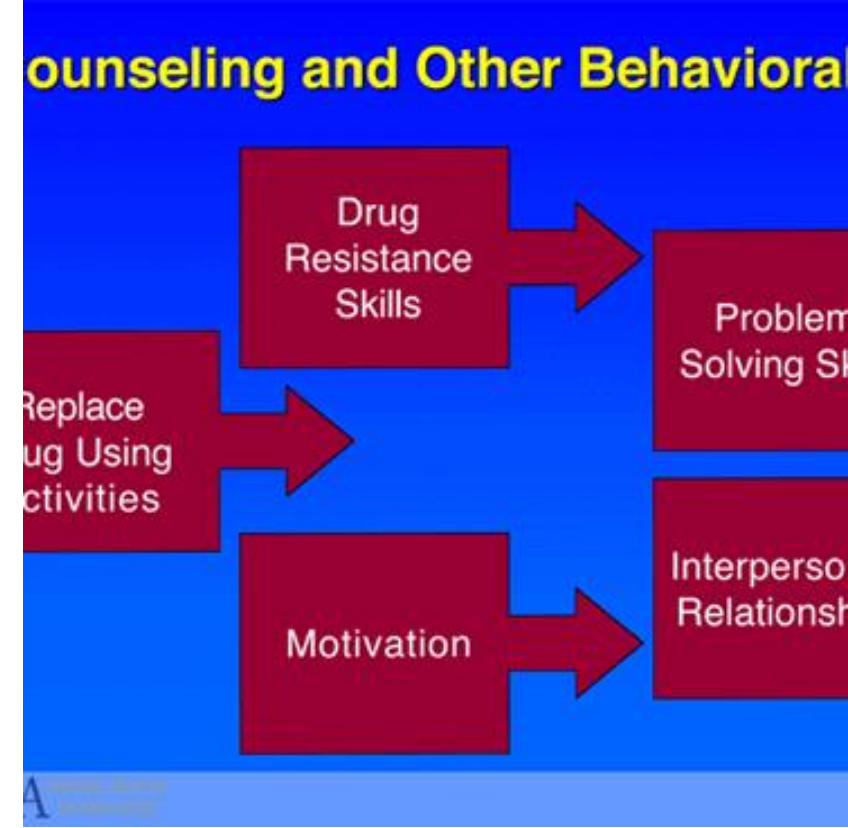 ounseling and Other Behavioral
Drug
Resistance
Skills
Problem
Solving Sk
Replace
ug Using
ctivities
Motivation
Interperso
Relationsh
A